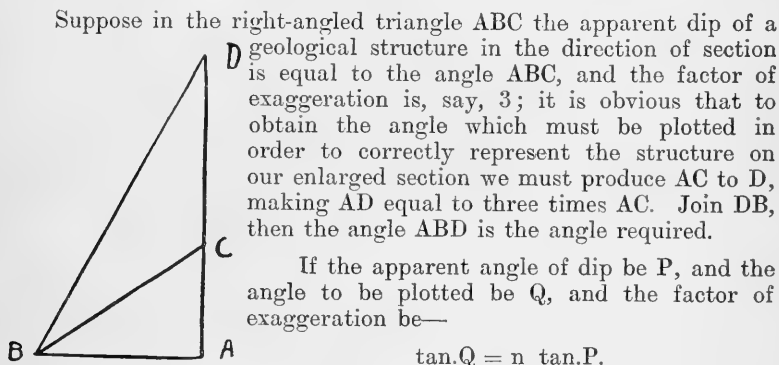 Suppose in the right-angled triangle ABC the apparent dip of a
D geological structure in the direction of section
is equal to the angle ABC, and the factor of
exaggeration is, say, 3; it is obvious that to
obtain the angle which must be plotted in
order to correctly represent the structure on
our enlarged section we must produce AC to D,
making AD equal to three times AC. Join DB,
then the angle ABD is the angle required.
C
If the apparent angle of dip be P, and the
angle to be plotted be Q, and the factor of
exaggeration be—
B A
tan.Q = n tan.P.